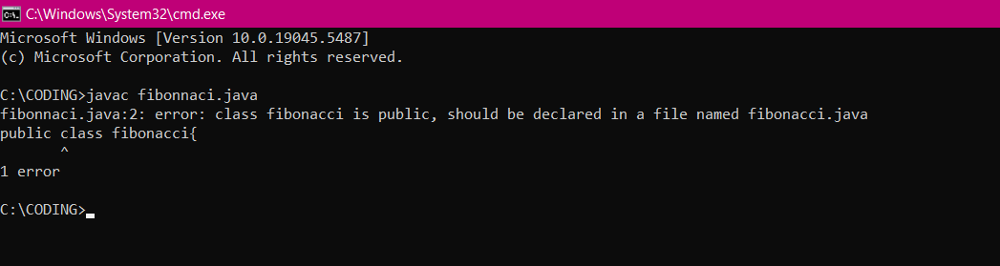 C:\Windows\System32\cmd.exe
Microsoft Windows [Version 10.0.19045.5487]
(c) Microsoft Corporation. All rights reserved.
C:\CODING>javac fibonnaci.java
fibonnaci.java:2: error: class fibonacci is public, should be declared in a file named fibonacci.java
public class fibonacci{
^
1 error
C:\CODING>